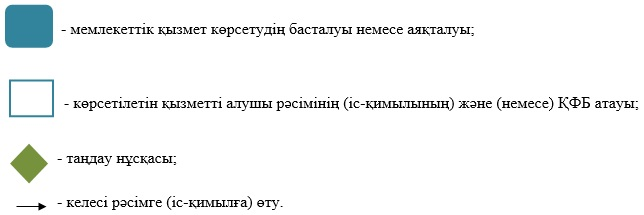 - мемлекеттік қызмет көрсетудің басталуы немесе аяқталуы;
- көрсетілетін қызметті алушы рәсімінің (іс-қимылының) және (немесе) ҚФБ атауы;
- таңдау нұсқасы;
- келесі рәсімге (іс-қимылға) өту.